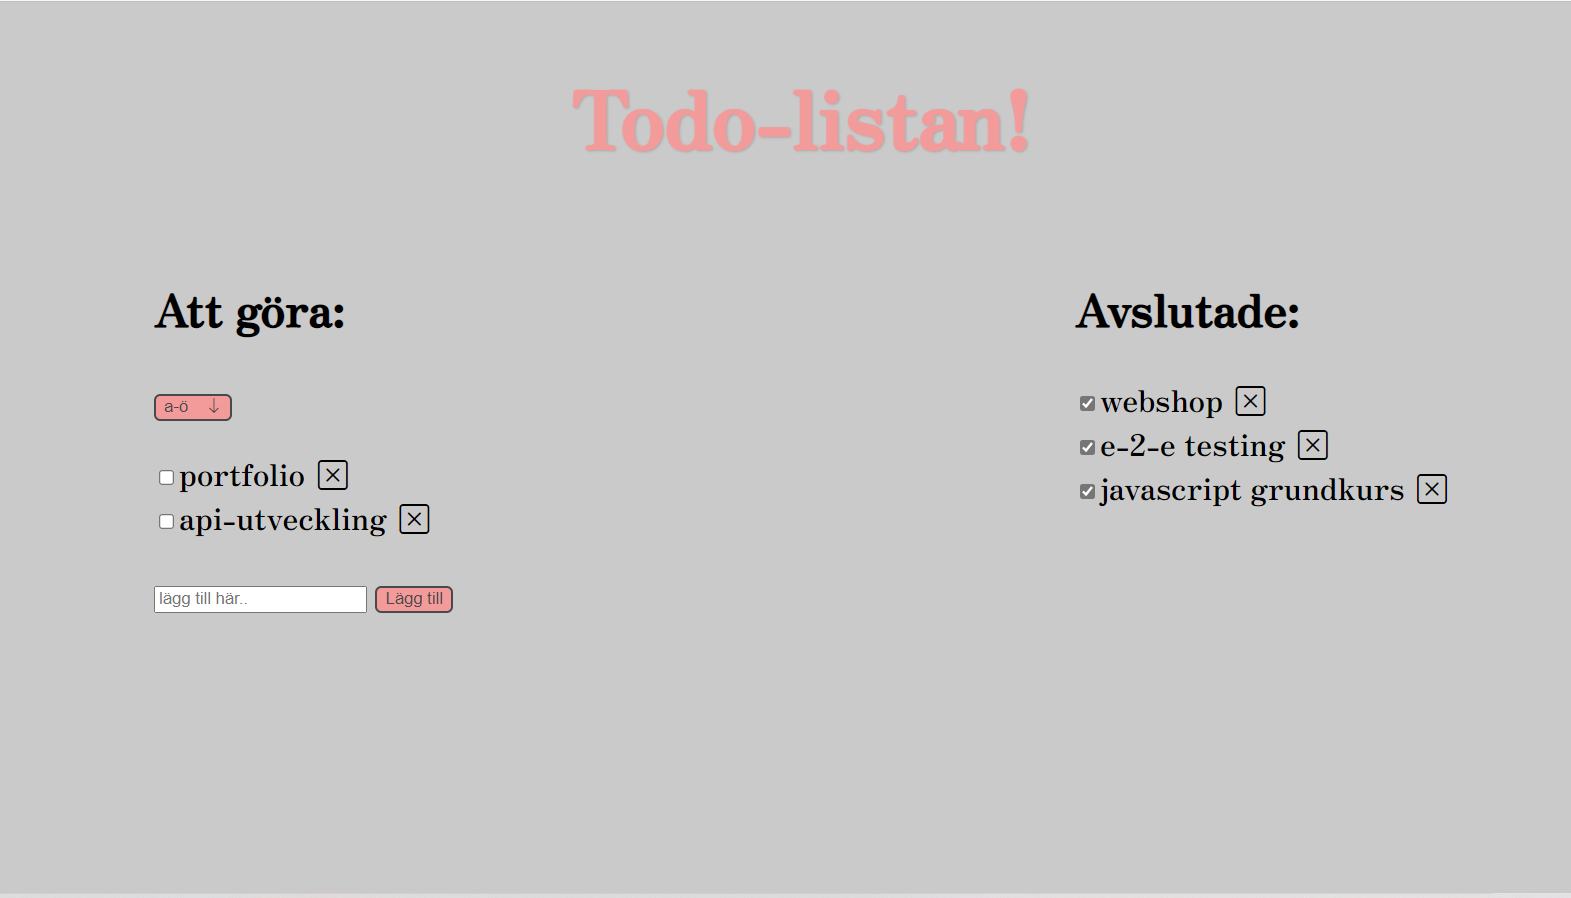 Todo-listan!
Att göra:
a-ö ↓
portfolio
api-utveckling
lägg till här.. Lägg till
Avslutade:
webshop
e-2-e testing
javascript grundkurs